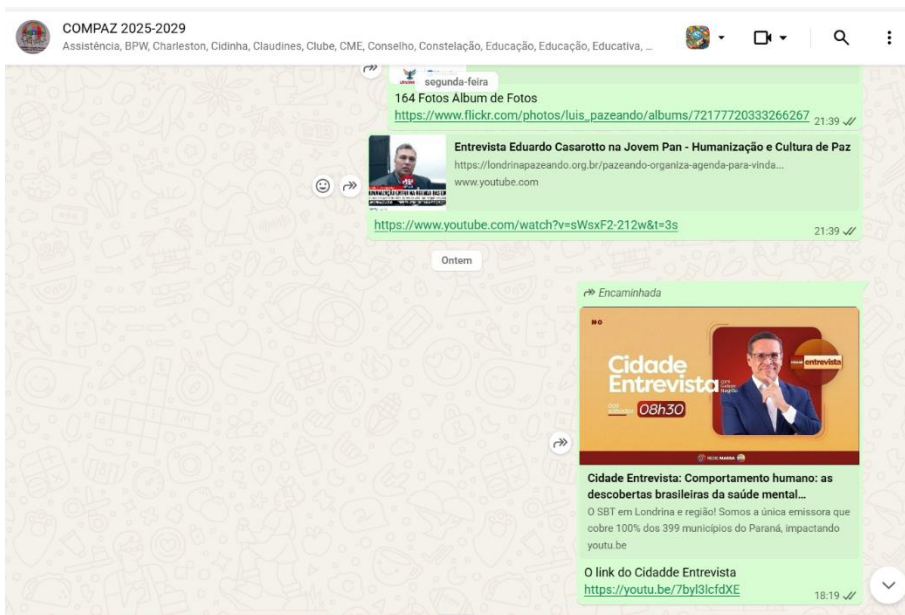 COMPAZ 2025-2029
Assistência, BPW, Charleston, Cidinha, Claudines, Clube, CME, Conselho, Constelação, Educação, Educação, Educativa, ...
segunda-feira
164 Fotos Album de Fotos
https://www.flickr.com/photos/luis_pazeando/albums/72177720333266267
21:39
Entrevista Eduardo Casarotto na Jovem Pan - Humanização e Cultura de Paz
https://londrinapazeando.org.br/pazeando-organiza-agenda-para-vinda...
www.youtube.com
https://www.youtube.com/watch?v=sWsxF2-212w&t=3s
21:39
Ontem
Encaminhada
Cidade
Entrevista
08h30
entrevista
Cidade Entrevista: Comportamento humano: as
descobertas brasileiras da saúde mental...
O SBT em Londrina e região! Somos a única emissora que
cobre 100% dos 399 municípios do Paraná, impactando
youtu.be
O link do Cidadde Entrevista
https://youtu.be/7byl3lcfdXE
18:19